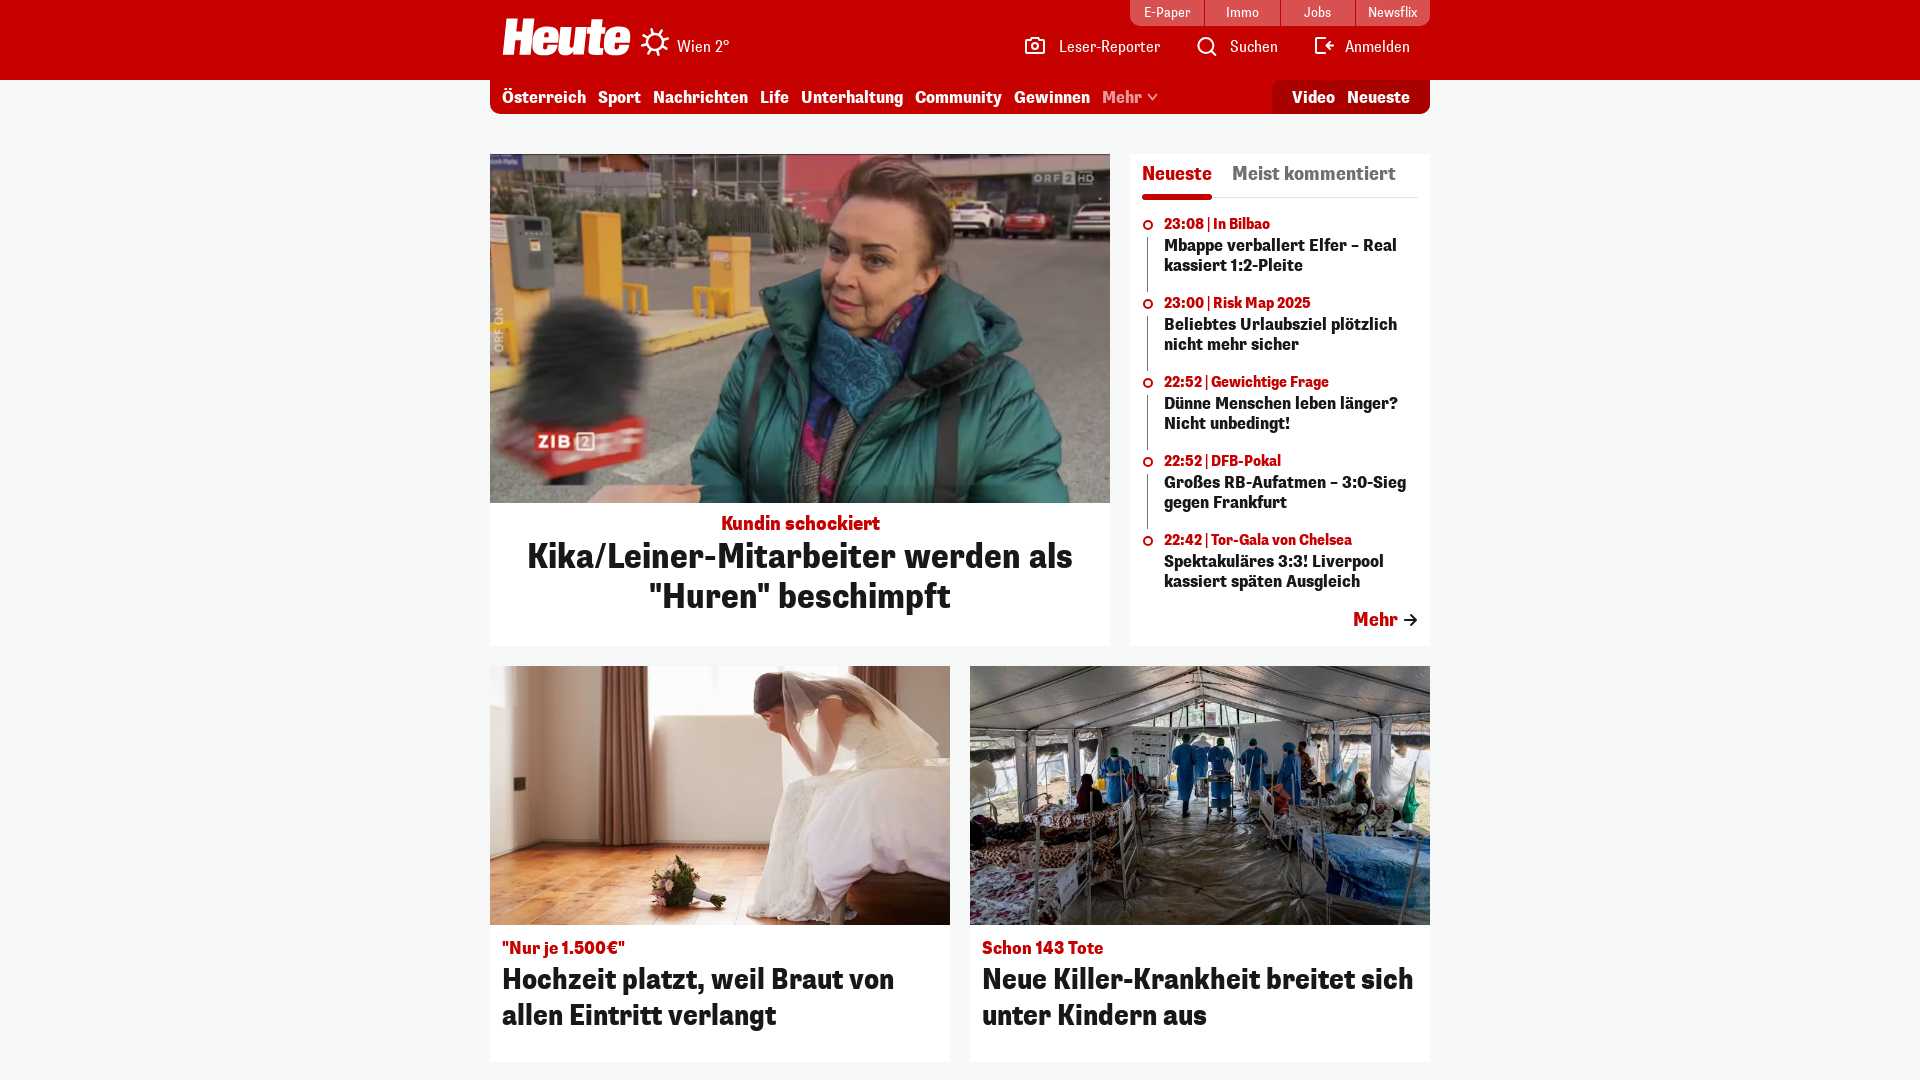 E-Paper
Immo
Jobs
Newsflix
Heute
Wien 2°
Leser-Reporter
Suchen
Anmelden
Österreich
Sport
Nachrichten
Life
Unterhaltung
Community
Gewinnen
Mehr
Video
Neueste
ORF 2 HD
ORF ON
ZIB 2
Kundin schockiert
Kika/Leiner-Mitarbeiter werden als
"Huren" beschimpft
Neueste
Meist kommentiert
23:08 | In Bilbao
Mbappe verballert Elfer – Real
kassiert 1:2-Pleite
23:00 | Risk Map 2025
Beliebtes Urlaubsziel plötzlich
nicht mehr sicher
22:52 | Gewichtige Frage
Dünne Menschen leben länger?
Nicht unbedingt!
22:52 | DFB-Pokal
Großes RB-Aufatmen – 3:0-Sieg
gegen Frankfurt
22:42 | Tor-Gala von Chelsea
Spektakuläres 3:3! Liverpool
kassiert späten Ausgleich
Mehr
"Nur je 1.500€"
Hochzeit platzt, weil Braut von
allen Eintritt verlangt
Schon 143 Tote
Neue Killer-Krankheit breitet sich
unter Kindern aus